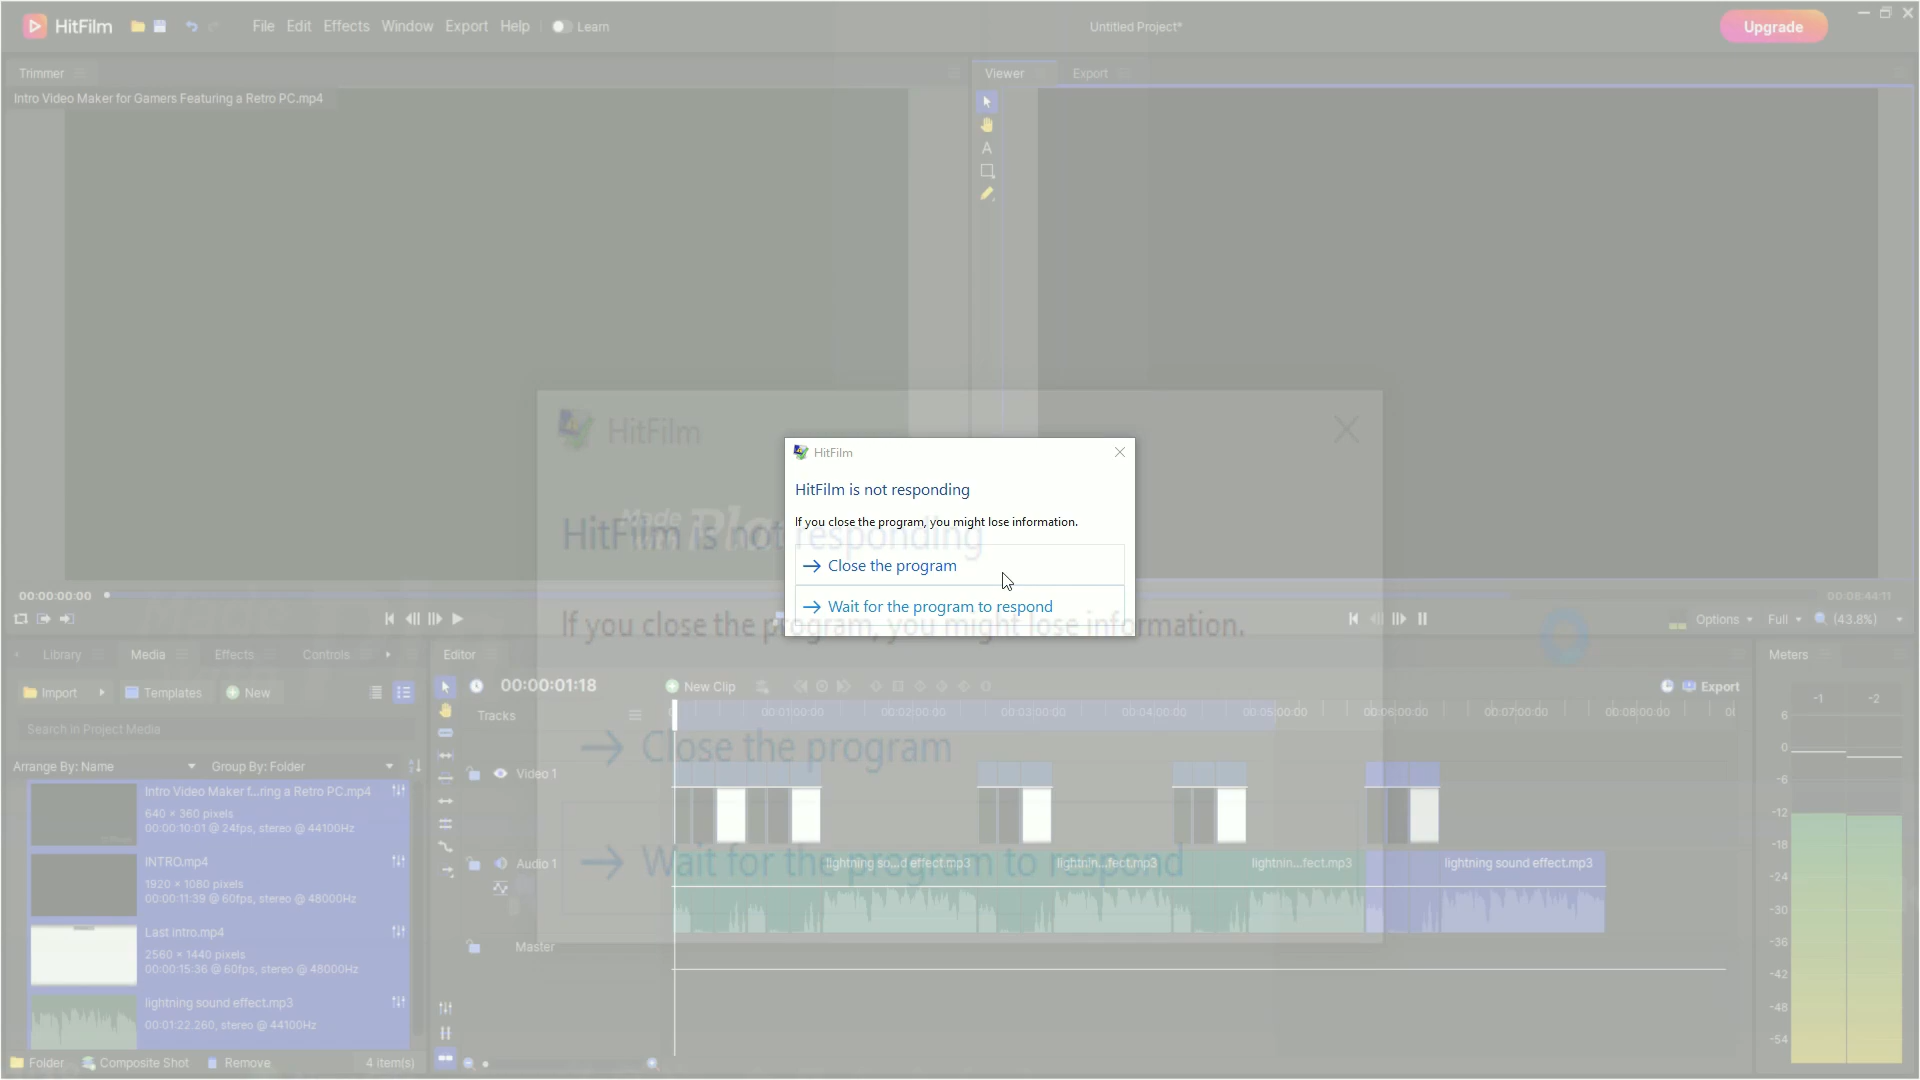 HitFilm File Edit Effects Window Export Help Learn Untitled Project* Upgrade
Trimmer Viewer Export
Intro Video Maker for Gamers Featuring a Retro PC.mp4
A
HitFilm
HitFilm
HitFilm is not responding
If you close the program, you might lose information.
HitFilm is not responding
Close the program
Wait for the program to respond
If you close the program, you might lose information.
Close the program
Wait for the program to respond
Made with
00:00:00:00 00:08:44:11
Options Full (43.8%)
Library Media Effects Controls Editor Meters
Import Templates New
00:00:01:18 New Clip Export
Search in Project Media
Tracks 00:01:00:00 00:02:00:00 00:03:00:00 00:04:00:00 00:05:00:00 00:06:00:00 00:07:00:00 00:08:00:00
Arrange By: Name Group By: Folder
Video 1
Intro Video Maker f...ring a Retro PC.mp4
640 × 360 pixels
00:00:10:01 @ 24fps, stereo @ 44100Hz
INTRO.mp4
1920 × 1080 pixels
00:00:11:39 @ 60fps, stereo @ 48000Hz
Last intro.mp4
2560 × 1440 pixels
00:00:15:36 @ 60fps, stereo @ 48000Hz
lightning sound effect.mp3
00:01:22.260, stereo @ 44100Hz
Folder Composite Shot Remove 4 item(s)
Audio 1 lightning so...d effect.mp3 lightnin...fect.mp3 lightnin...fect.mp3 lightning sound effect.mp3
Master
-1 -2
6
0
-6
-12
-18
-24
-30
-36
-42
-48
-54